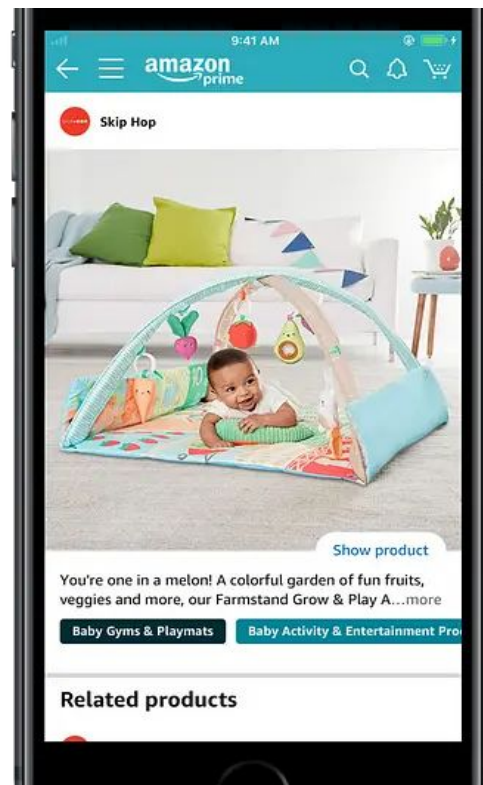 9:41 AM
amazon
prime
Skip Hop
Show product
You're one in a melon! A colorful garden of fun fruits,
veggies and more, our Farmstand Grow & Play A...more
Baby Gyms & Playmats
Baby Activity & Entertainment Pro
Related products